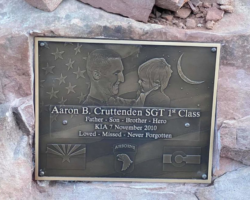 Aaron B. Cruttenden SGT 1st Class
Father - Son - Brother - Hero
KIA 7 November 2010
Loved - Missed - Never Forgotten